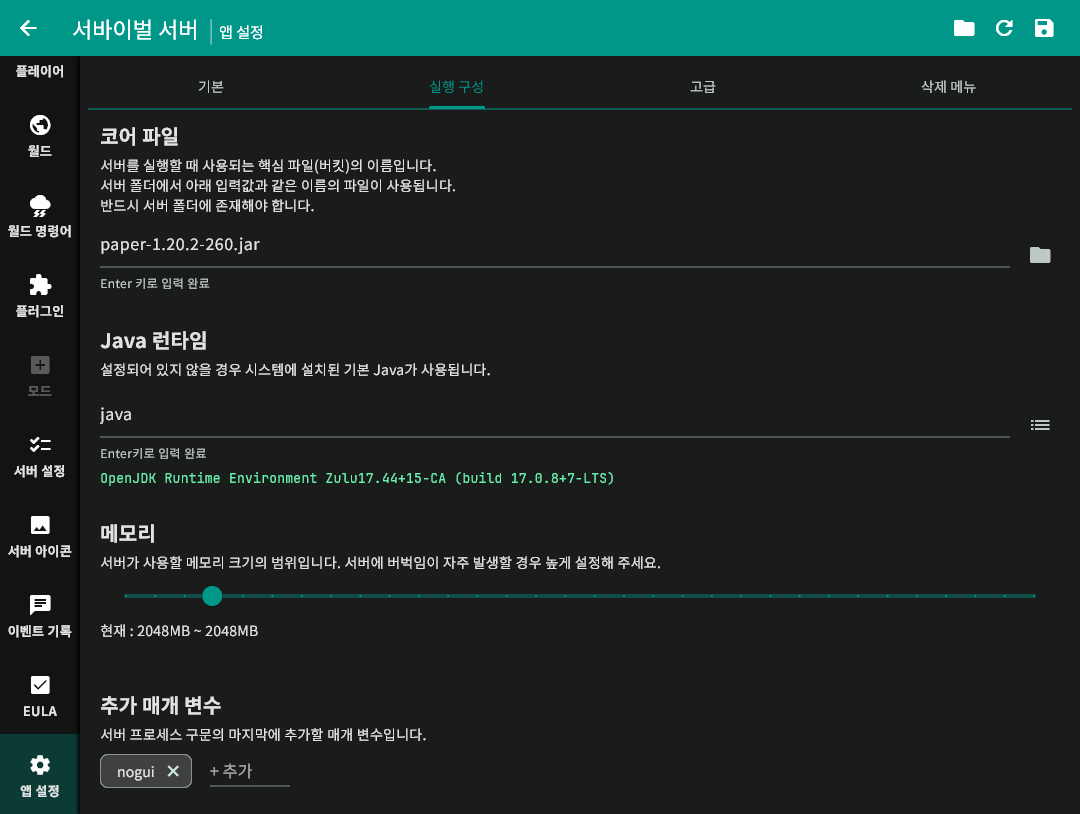 서바이벌 서버
앱 설정
플레이어
월드
월드 명령어
플러그인
모드
서버 설정
서버 아이콘
이벤트 기록
EULA
앱 설정
기본
실행 구성
고급
삭제 메뉴
코어 파일
서버를 실행할 때 사용되는 핵심 파일(버킷)의 이름입니다.
서버 폴더에서 아래 입력값과 같은 이름의 파일이 사용됩니다.
반드시 서버 폴더에 존재해야 합니다.
paper-1.20.2-260.jar
Enter 키로 입력 완료
Java 런타임
설정되어 있지 않을 경우 시스템에 설치된 기본 Java가 사용됩니다.
java
Enter키로 입력 완료
OpenJDK Runtime Environment Zulu17.44+15-CA (build 17.0.8+7-LTS)
메모리
서버가 사용할 메모리 크기의 범위입니다. 서버에 버벅임이 자주 발생할 경우 높게 설정해 주세요.
현재 : 2048MB ~ 2048MB
추가 매개 변수
서버 프로세스 구문의 마지막에 추가할 매개 변수입니다.
nogui
+ 추가